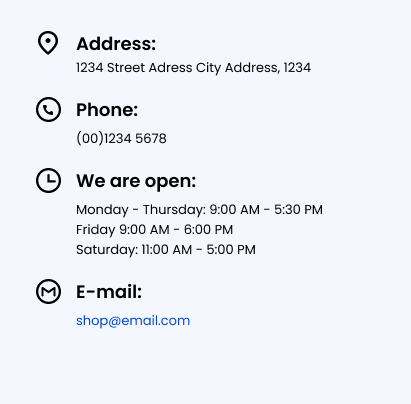 Address:
1234 Street Adress City Address, 1234
Phone:
(00)1234 5678
We are open:
Monday - Thursday: 9:00 AM - 5:30 PM
Friday 9:00 AM - 6:00 PM
Saturday: 11:00 AM - 5:00 PM
E-mail:
shop@email.com